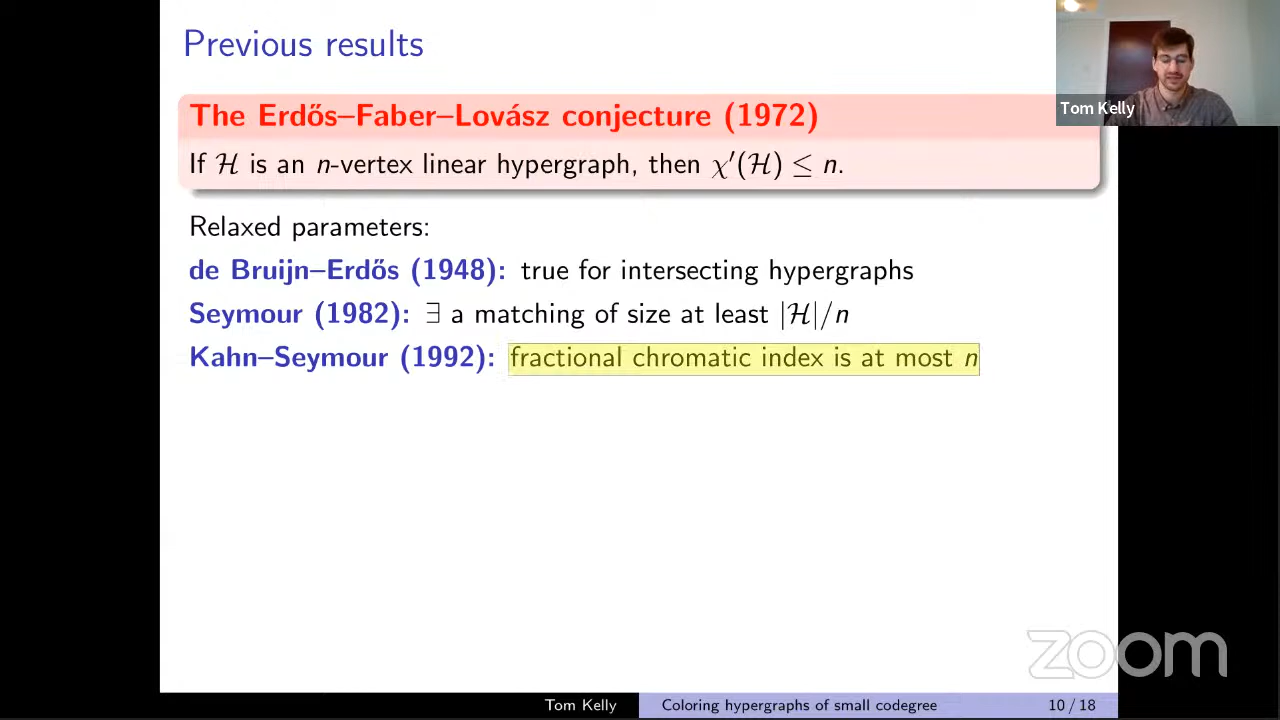 Previous results
Tom Kelly
The Erdős–Faber–Lovász conjecture (1972)
If ℋ is an n-vertex linear hypergraph, then χ′(ℋ) ≤ n.
Relaxed parameters:
de Bruijn–Erdős (1948): true for intersecting hypergraphs
Seymour (1982): ∃ a matching of size at least |ℋ|/n
Kahn–Seymour (1992): fractional chromatic index is at most n
zoom
Tom Kelly Coloring hypergraphs of small codegree 10 / 18